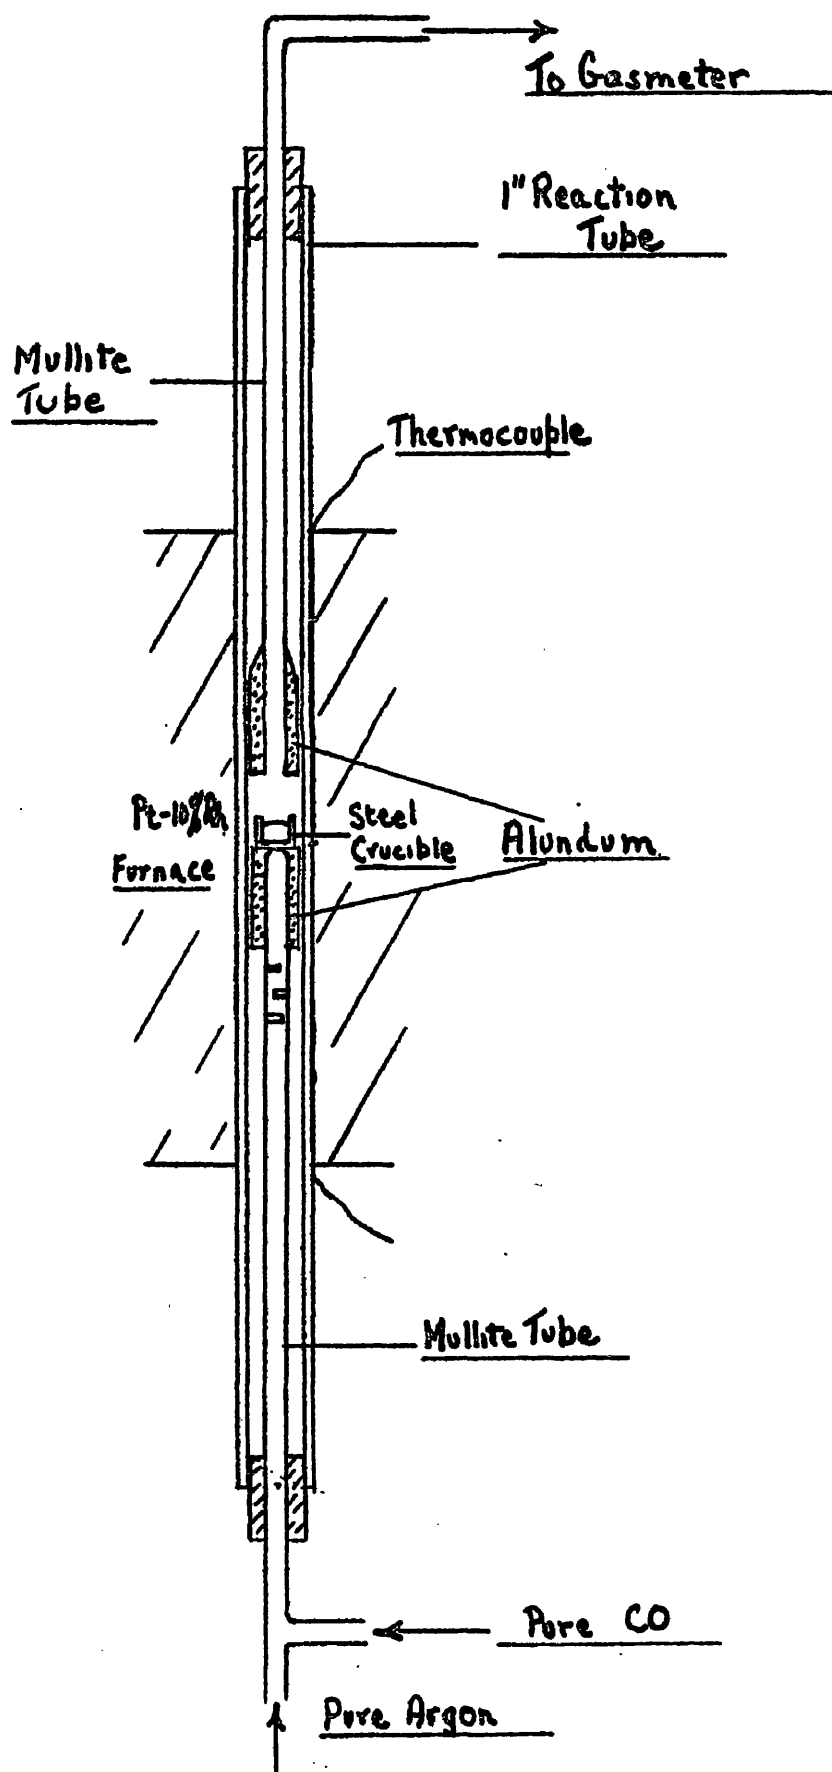 To Gasmeter
1" Reaction
Tube
Mullite
Tube
Thermocouple
Pt-10%Rh
Furnace
Steel
Crucible
Alundum
Mullite Tube
Pure CO
Pure Argon